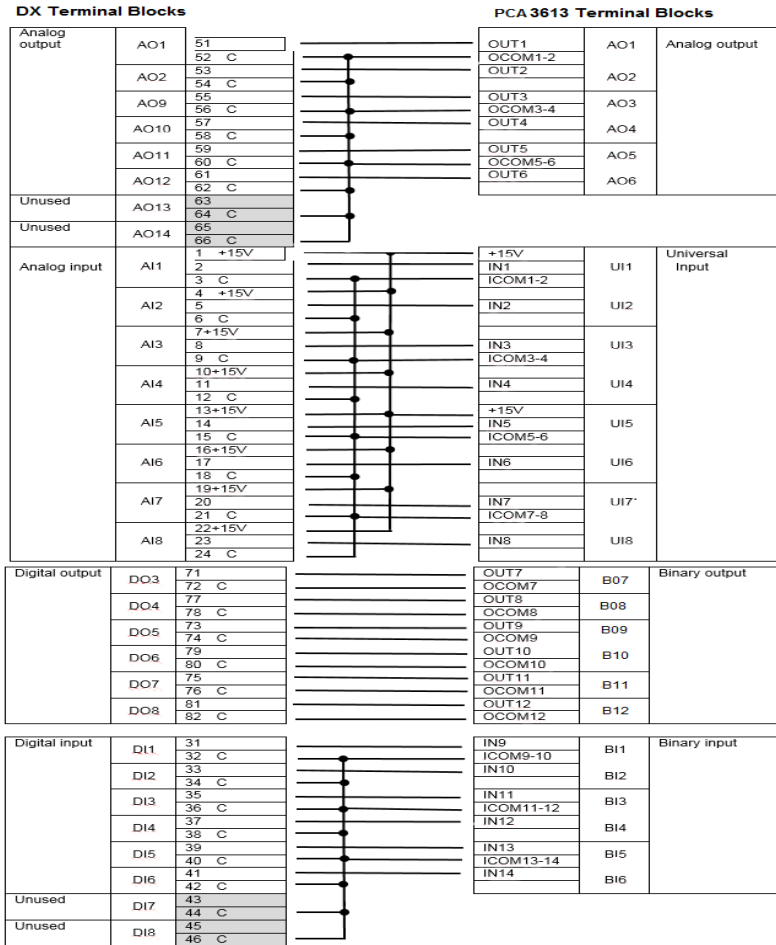 DX Terminal Blocks
PCA 3613 Terminal Blocks
Analog output
AO1
51
OUT1
AO1
Analog output
52 C
OCOM1-2
AO2
53
OUT2
AO2
54 C
AO9
55
OUT3
AO3
56 C
OCOM3-4
AO10
57
OUT4
AO4
58 C
AO11
59
OUT5
AO5
60 C
OCOM5-6
AO12
61
OUT6
AO6
62 C
Unused
AO13
63
64 C
Unused
AO14
65
66 C
Analog input
AI1
1 +15V
+15V
UI1
Universal Input
2
IN1
3 C
ICOM1-2
AI2
4 +15V
5
IN2
UI2
6 C
AI3
7+15V
8
IN3
UI3
9 C
ICOM3-4
AI4
10+15V
11
IN4
UI4
12 C
AI5
13+15V
+15V
UI5
14
IN5
15 C
ICOM5-6
AI6
16+15V
17
IN6
UI6
18 C
AI7
19+15V
20
IN7
UI7
21 C
ICOM7-8
AI8
22+15V
23
IN8
UI8
24 C
Digital output
DO3
71
OUT7
B07
Binary output
72 C
OCOM7
DO4
77
OUT8
B08
78 C
OCOM8
DO5
73
OUT9
B09
74 C
OCOM9
DO6
79
OUT10
B10
80 C
OCOM10
DO7
75
OUT11
B11
76 C
OCOM11
DO8
81
OUT12
B12
82 C
OCOM12
Digital input
DI1
31
IN9
BI1
Binary input
32 C
ICOM9-10
DI2
33
IN10
BI2
34 C
DI3
35
IN11
BI3
36 C
ICOM11-12
DI4
37
IN12
BI4
38 C
DI5
39
IN13
BI5
40 C
ICOM13-14
DI6
41
IN14
BI6
42 C
Unused
DI7
43
44 C
Unused
DI8
45
46 C